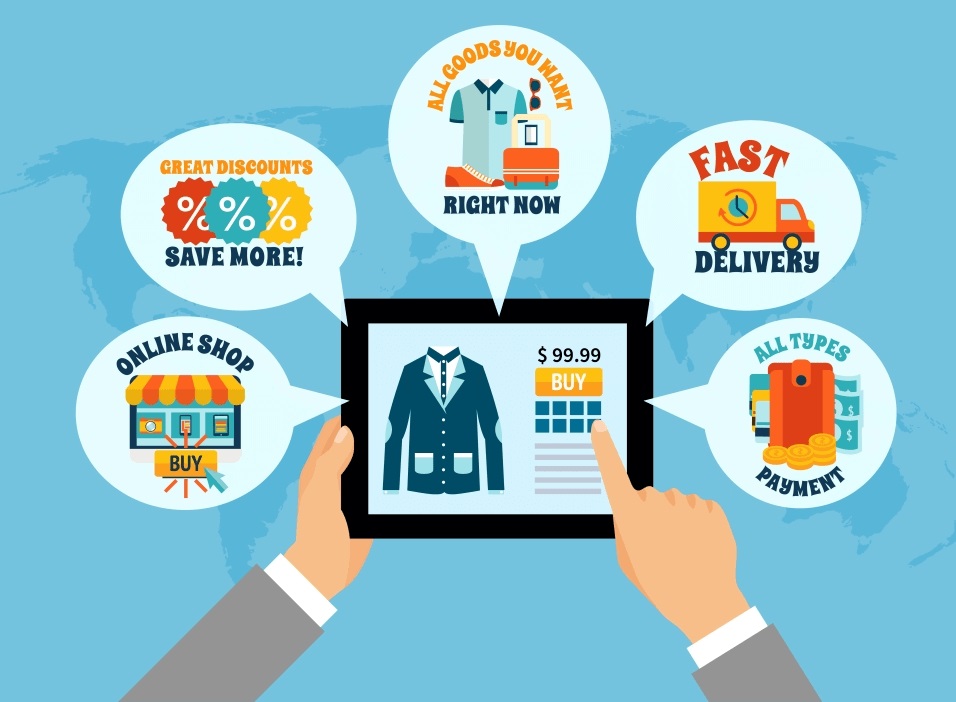 ALL GOODS YOU WANT
RIGHT NOW
GREAT DISCOUNTS
% % %
SAVE MORE!
FAST
DELIVERY
ONLINE SHOP
BUY
$ 99.99
BUY
ALL TYPES
$
$
PAYMENT